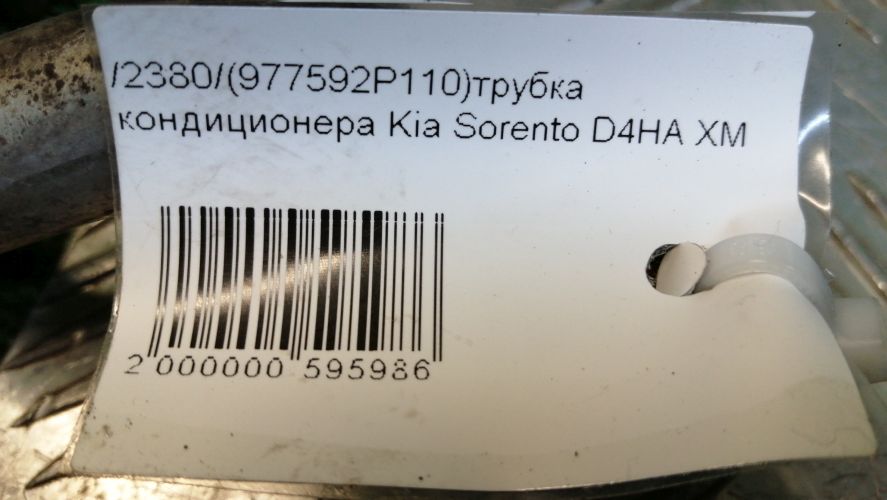 /2380/(977592P110)трубка
кондиционера Kia Sorento D4HA XM
2 000000 595986